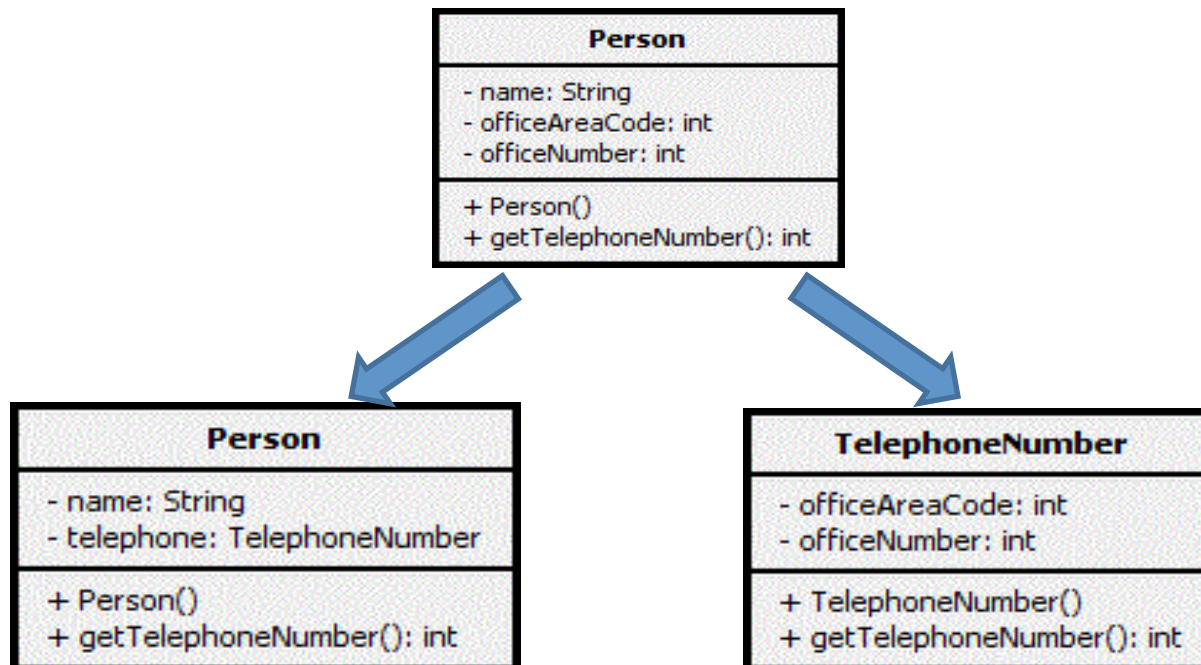 Person
- name: String
- officeAreaCode: int
- officeNumber: int
+ Person()
+ getTelephoneNumber(): int
Person
- name: String
- telephone: TelephoneNumber
+ Person()
+ getTelephoneNumber(): int
TelephoneNumber
- officeAreaCode: int
- officeNumber: int
+ TelephoneNumber()
+ getTelephoneNumber(): int